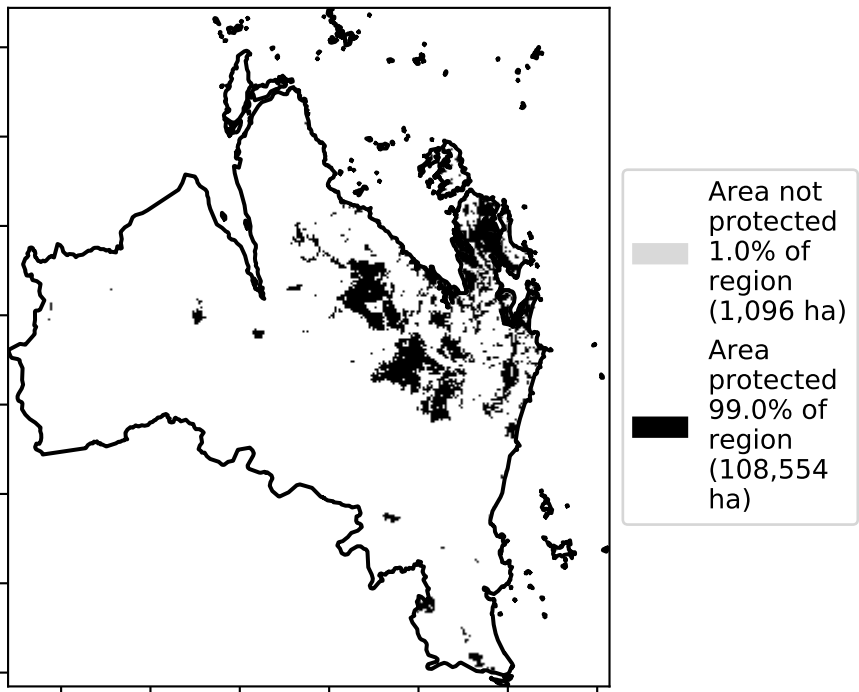 Area not
protected
1.0% of
region
(1,096 ha)
Area
protected
99.0% of
region
(108,554
ha)